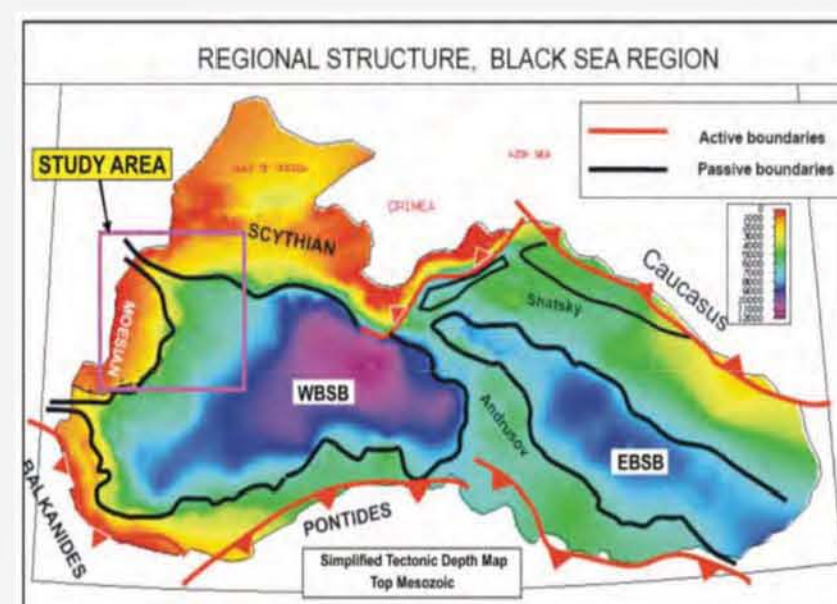 REGIONAL STRUCTURE, BLACK SEA REGION
Active boundaries
Passive boundaries
STUDY AREA
AZOV SEA
CRIMEA
SCYTHIAN
Caucasus
MOESIAN
Shatsky
WBSB
Andrusov
EBSB
BALKANIDES
PONTIDES
Simplified Tectonic Depth Map
Top Mesozoic